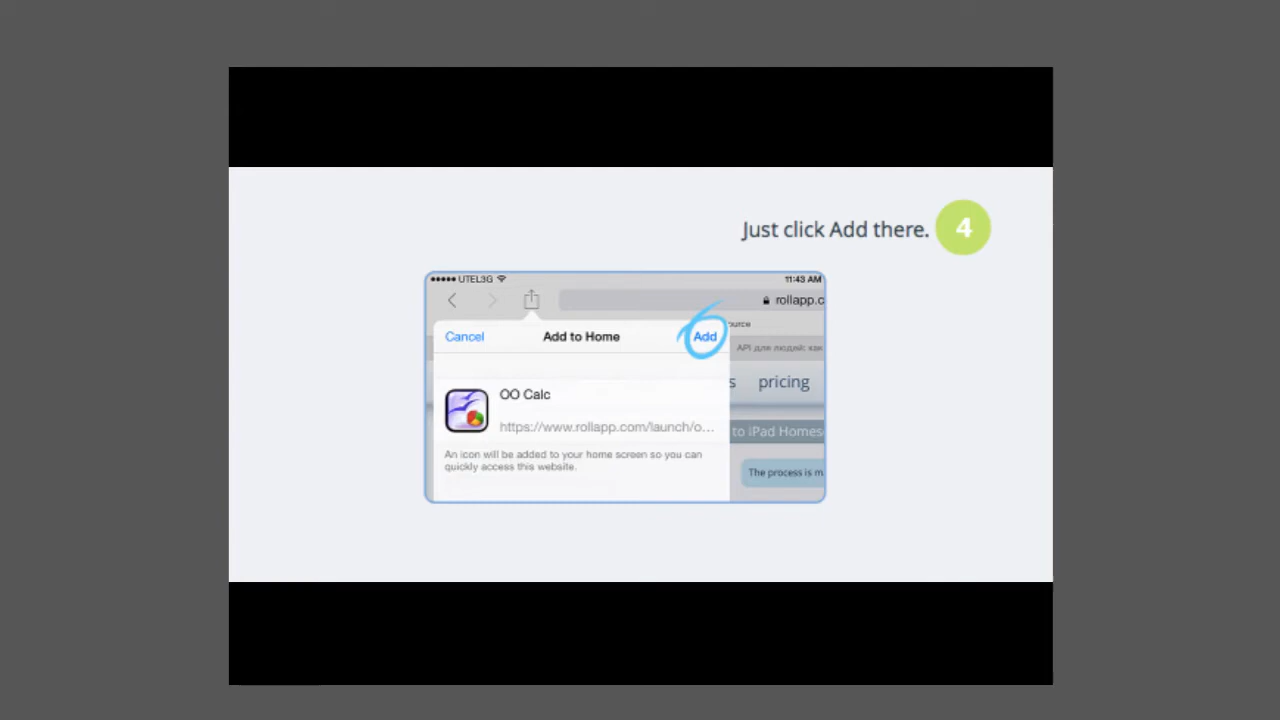 Just click Add there. 4
UTEL3G 11:43 AM
rollapp.c
Cancel Add to Home Add
ource
API для людей: как
s pricing
OO Calc
https://www.rollapp.com/launch/o...
to iPad Homes
An icon will be added to your home screen so you can
quickly access this website.
The process is m